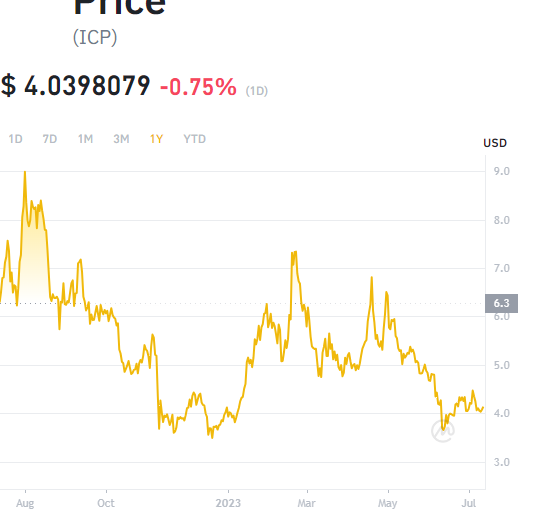 Price
(ICP)
$ 4.0398079 -0.75% (1D)
1D 7D 1M 3M 1Y YTD
USD
9.0
8.0
7.0
6.3
6.0
5.0
4.0
3.0
Aug Oct 2023 Mar May Jul